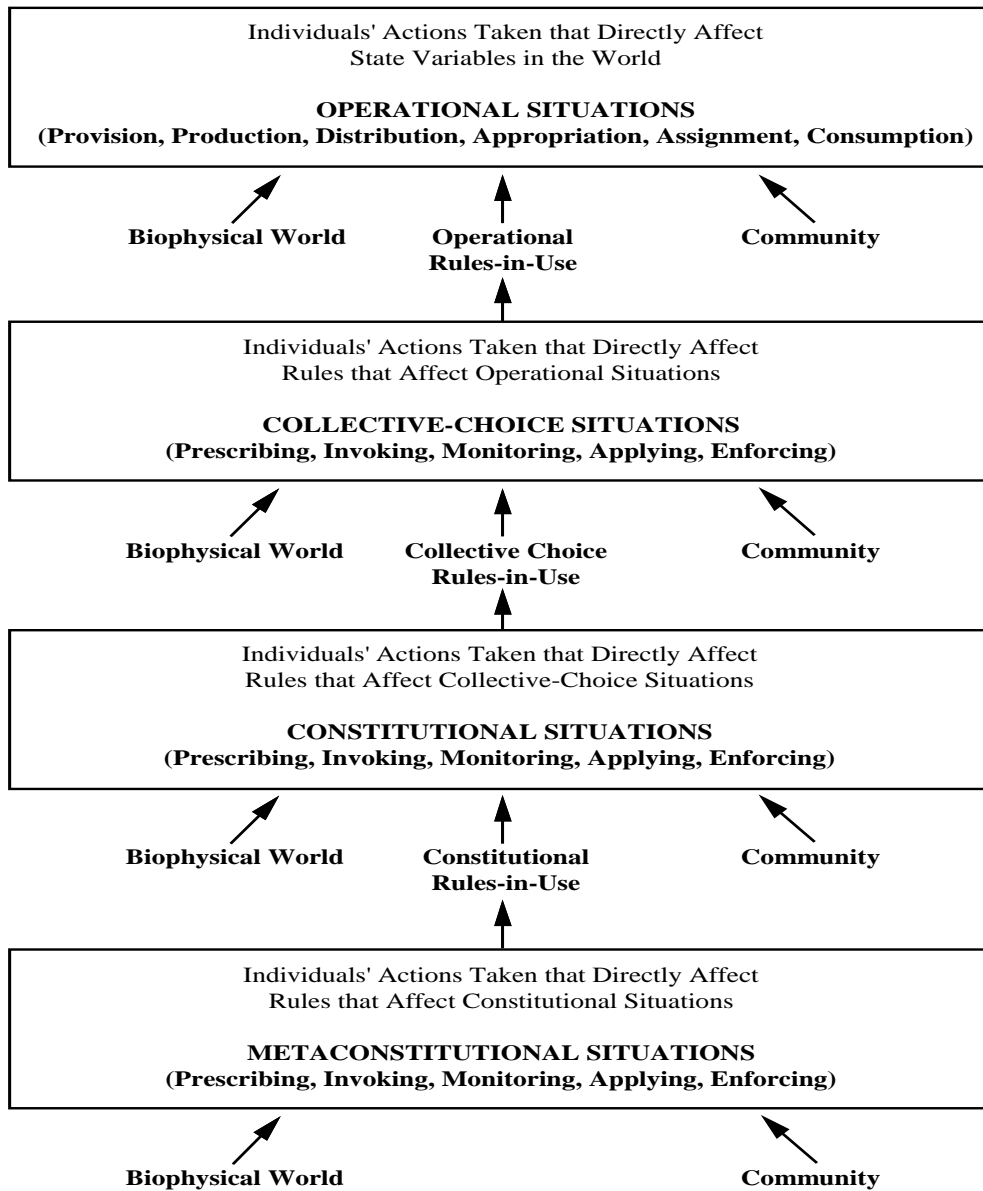 Individuals' Actions Taken that Directly Affect
State Variables in the World
OPERATIONAL SITUATIONS
(Provision, Production, Distribution, Appropriation, Assignment, Consumption)
Biophysical World
Operational
Rules-in-Use
Community
Individuals' Actions Taken that Directly Affect
Rules that Affect Operational Situations
COLLECTIVE-CHOICE SITUATIONS
(Prescribing, Invoking, Monitoring, Applying, Enforcing)
Biophysical World
Collective Choice
Rules-in-Use
Community
Individuals' Actions Taken that Directly Affect
Rules that Affect Collective-Choice Situations
CONSTITUTIONAL SITUATIONS
(Prescribing, Invoking, Monitoring, Applying, Enforcing)
Biophysical World
Constitutional
Rules-in-Use
Community
Individuals' Actions Taken that Directly Affect
Rules that Affect Constitutional Situations
METACONSTITUTIONAL SITUATIONS
(Prescribing, Invoking, Monitoring, Applying, Enforcing)
Biophysical World
Community